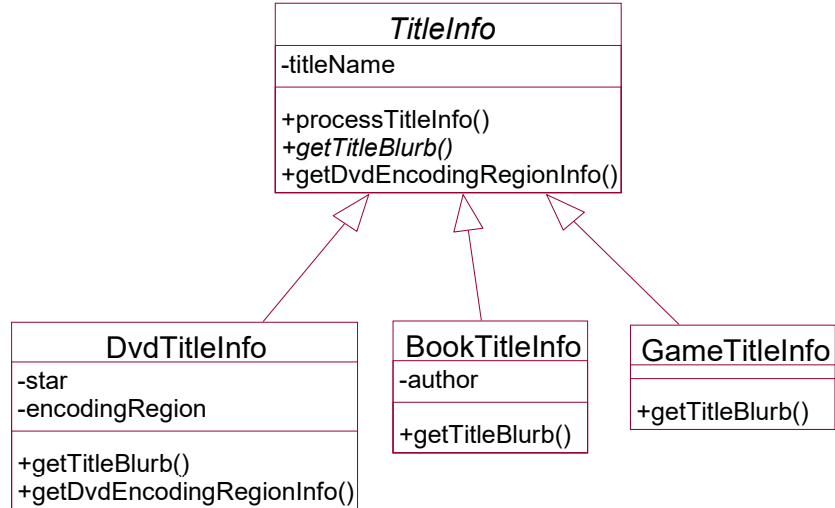 TitleInfo
-titleName
+processTitleInfo()
+getTitleBlurb()
+getDvdEncodingRegionInfo()
DvdTitleInfo
-star
-encodingRegion
+getTitleBlurb()
+getDvdEncodingRegionInfo()
BookTitleInfo
-author
+getTitleBlurb()
GameTitleInfo
+getTitleBlurb()